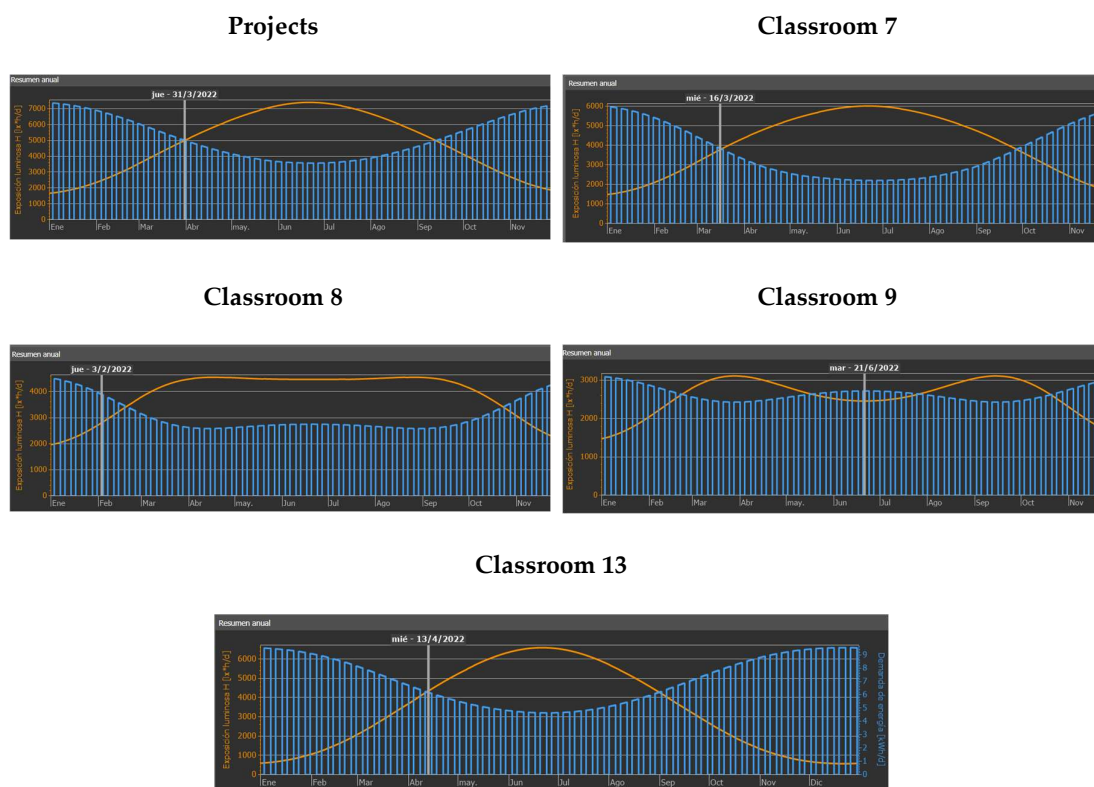 Projects
Resumen anual
jue - 31/3/2022
Exposición luminosa H [lx*h/d]
7000
6000
5000
4000
3000
2000
1000
0
Ene Feb Mar Abr may. Jun Jul Ago Sep Oct Nov
Classroom 7
Resumen anual
mié - 16/3/2022
Exposición luminosa H [lx*h/d]
6000
5000
4000
3000
2000
1000
0
Ene Feb Mar Abr may. Jun Jul Ago Sep Oct Nov
Classroom 8
Resumen anual
jue - 3/2/2022
Exposición luminosa H [lx*h/d]
4000
3000
2000
1000
0
Ene Feb Mar Abr may. Jun Jul Ago Sep Oct Nov
Classroom 9
Resumen anual
mar - 21/6/2022
Exposición luminosa H [lx*h/d]
3000
2000
1000
0
Ene Feb Mar Abr may. Jun Jul Ago Sep Oct Nov
Classroom 13
Resumen anual
mié - 13/4/2022
Exposición luminosa H [lx*h/d]
6000
5000
4000
3000
2000
1000
0
Ene Feb Mar Abr may. Jun Jul Ago Sep Oct Nov Dic
9
8
7
6
5
4
3
2
1
0
Demanda de energía [kWh/d]